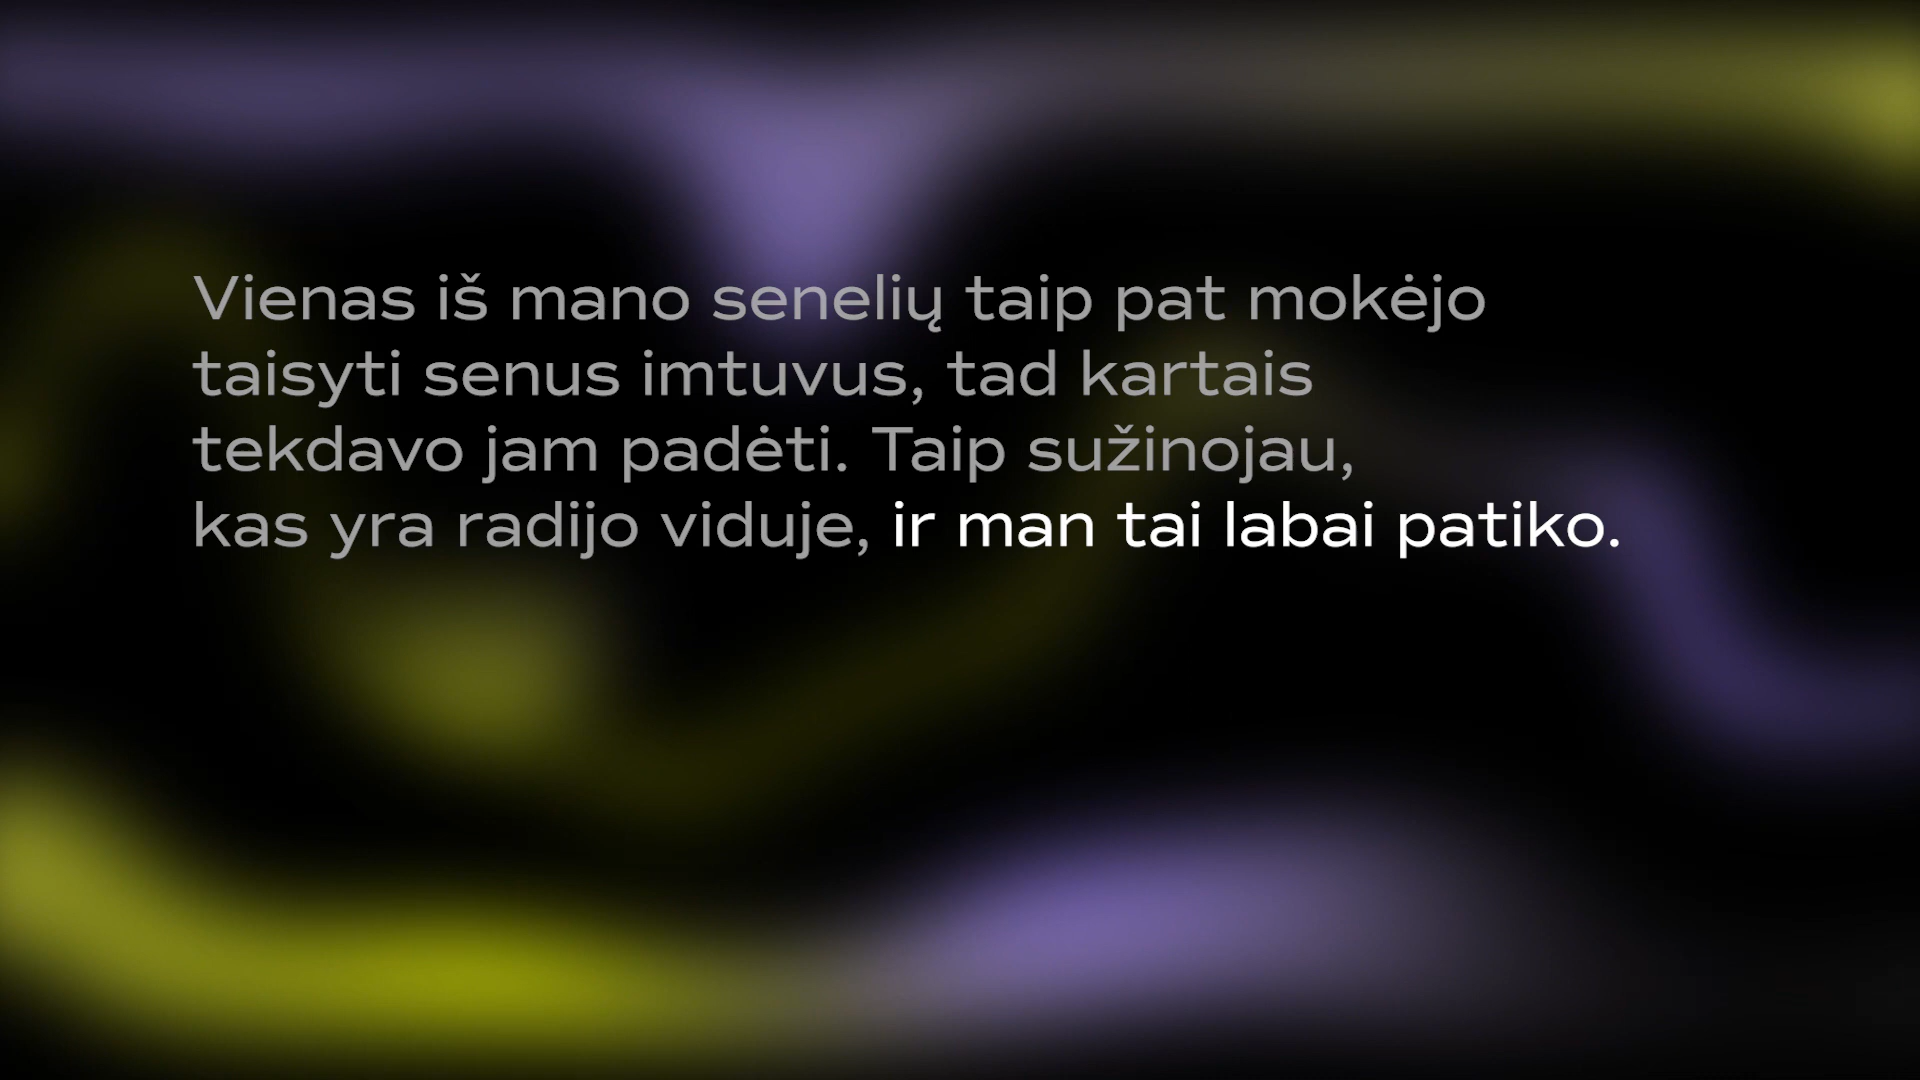 Vienas iš mano senelių taip pat mokėjo
taisyti senus imtuvus, tad kartais
tekdavo jam padėti. Taip sužinojau,
kas yra radijo viduje, ir man tai labai patiko.